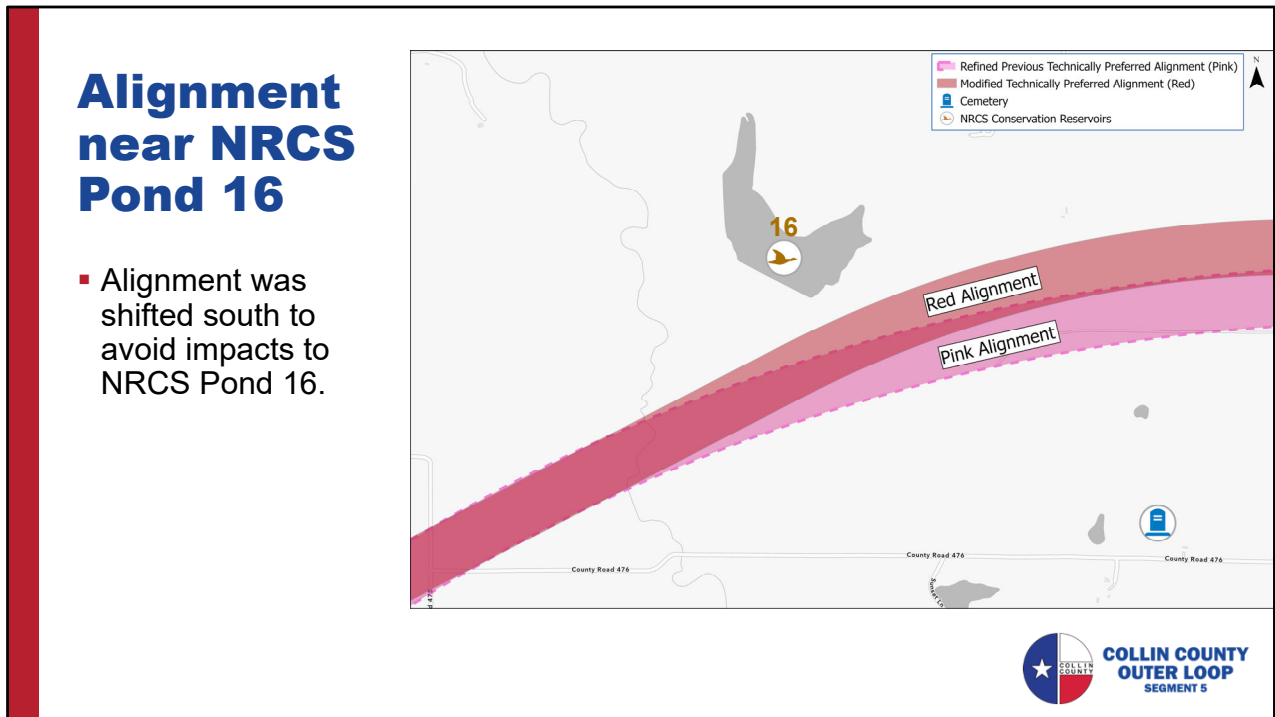 Alignment
near NRCS
Pond 16
▪ Alignment was
shifted south to
avoid impacts to
NRCS Pond 16.
Refined Previous Technically Preferred Alignment (Pink)
Modified Technically Preferred Alignment (Red)
Cemetery
NRCS Conservation Reservoirs
N
16
Red Alignment
Pink Alignment
County Road 476
County Road 476
County Road 476
Sunset Ln
COLLIN
COUNTY
COLLIN COUNTY
OUTER LOOP
SEGMENT 5